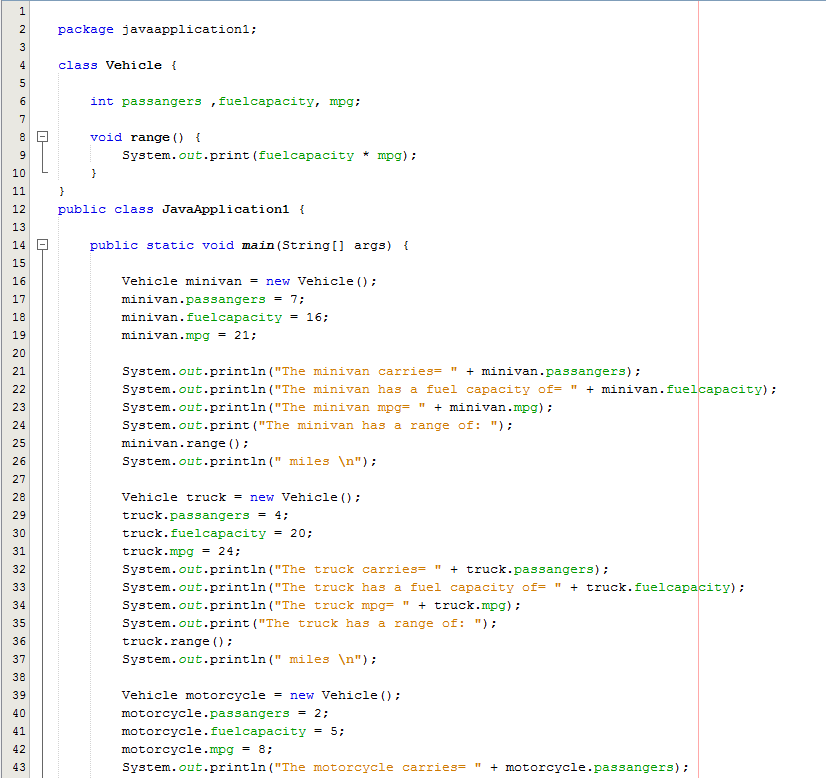 1
2 package javaapplication1;
3
4 class Vehicle {
5
6 int passangers ,fuelcapacity, mpg;
7
8 void range() {
9 System.out.print(fuelcapacity * mpg);
10 }
11 }
12 public class JavaApplication1 {
13
14 public static void main(String[] args) {
15
16 Vehicle minivan = new Vehicle();
17 minivan.passangers = 7;
18 minivan.fuelcapacity = 16;
19 minivan.mpg = 21;
20
21 System.out.println("The minivan carries= " + minivan.passangers);
22 System.out.println("The minivan has a fuel capacity of= " + minivan.fuelcapacity);
23 System.out.println("The minivan mpg= " + minivan.mpg);
24 System.out.print("The minivan has a range of: ");
25 minivan.range();
26 System.out.println(" miles \n");
27
28 Vehicle truck = new Vehicle();
29 truck.passangers = 4;
30 truck.fuelcapacity = 20;
31 truck.mpg = 24;
32 System.out.println("The truck carries= " + truck.passangers);
33 System.out.println("The truck has a fuel capacity of= " + truck.fuelcapacity);
34 System.out.println("The truck mpg= " + truck.mpg);
35 System.out.print("The truck has a range of: ");
36 truck.range();
37 System.out.println(" miles \n");
38
39 Vehicle motorcycle = new Vehicle();
40 motorcycle.passangers = 2;
41 motorcycle.fuelcapacity = 5;
42 motorcycle.mpg = 8;
43 System.out.println("The motorcycle carries= " + motorcycle.passangers);